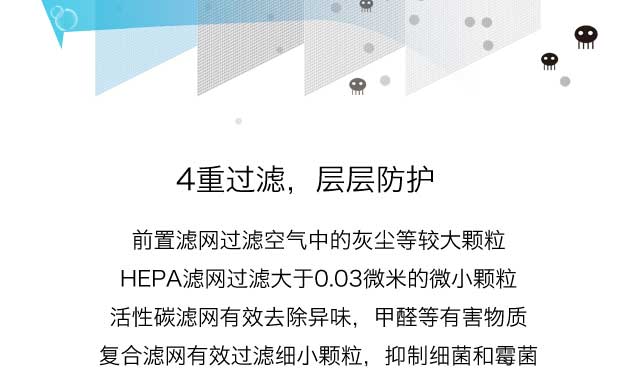 4重过滤，层层防护
前置滤网过滤空气中的灰尘等较大颗粒
HEPA滤网过滤大于0.03微米的微小颗粒
活性碳滤网有效去除异味，甲醛等有害物质
复合滤网有效过滤细小颗粒，抑制细菌和霉菌